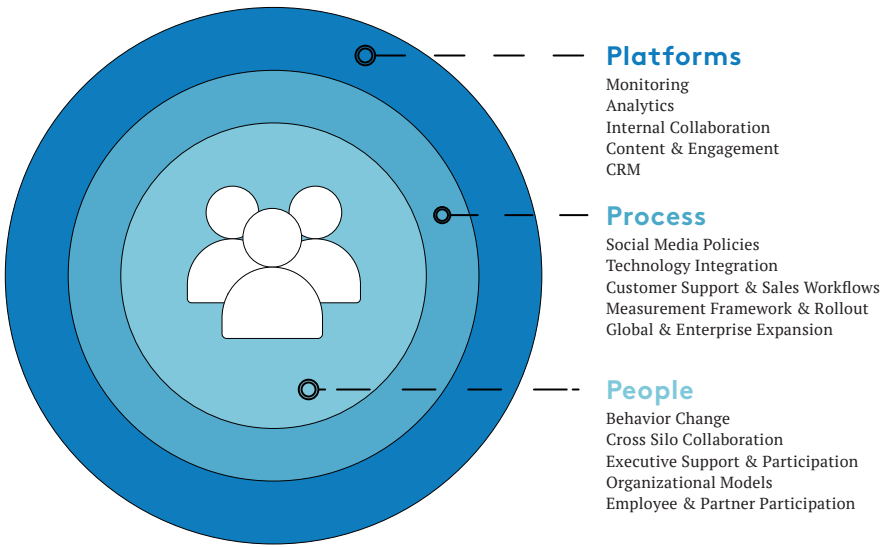 Platforms
Monitoring
Analytics
Internal Collaboration
Content & Engagement
CRM
Process
Social Media Policies
Technology Integration
Customer Support & Sales Workflows
Measurement Framework & Rollout
Global & Enterprise Expansion
People
Behavior Change
Cross Silo Collaboration
Executive Support & Participation
Organizational Models
Employee & Partner Participation